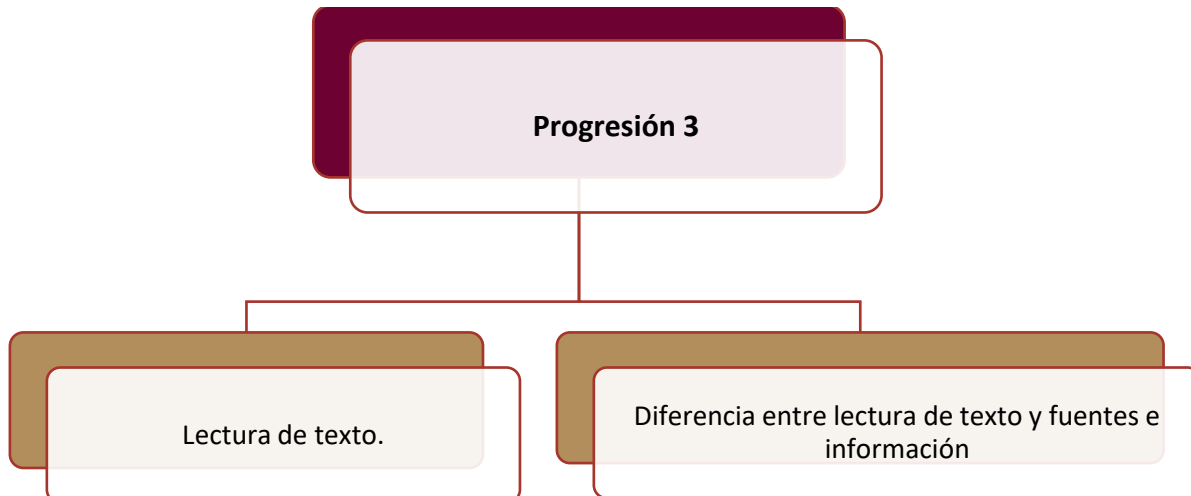 Progresión 3
Lectura de texto.
Diferencia entre lectura de texto y fuentes e
información